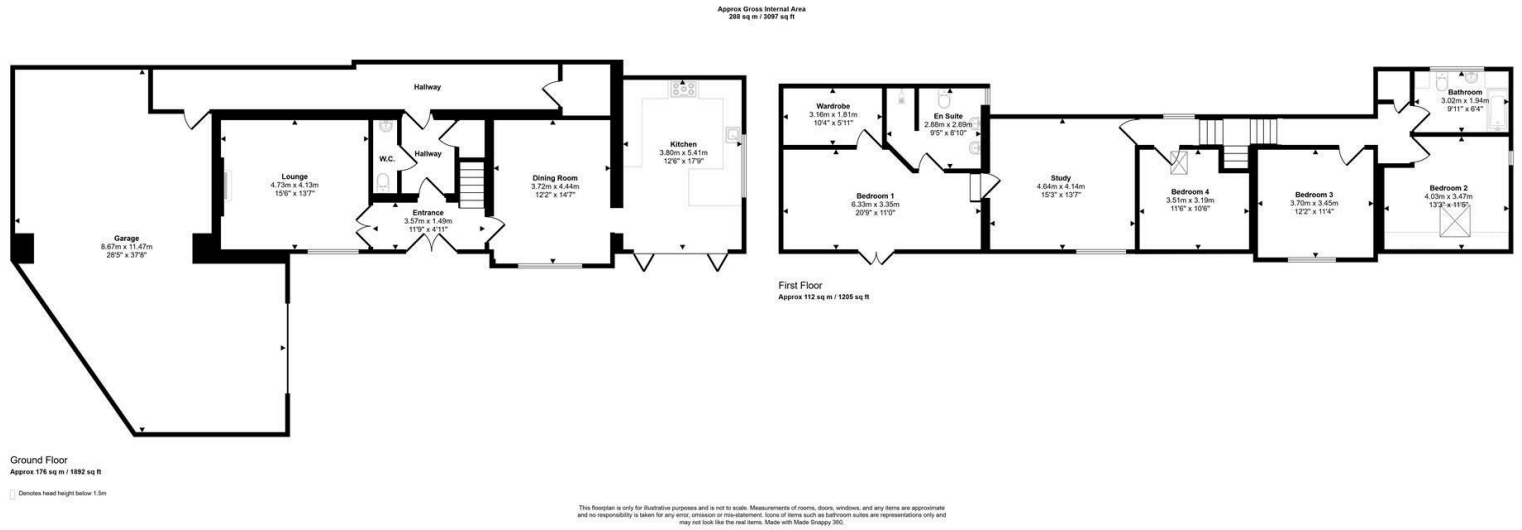 Approx Gross Internal Area
288 sq m / 3097 sq ft
Hallway
Lounge
4.73m x 4.13m
15'6" x 13'7"
W.C.
Hallway
Entrance
3.57m x 1.49m
11'9" x 4'11"
Dining Room
3.72m x 4.44m
12'2" x 14'7"
Kitchen
3.80m x 5.41m
12'6" x 17'9"
Garage
8.67m x 11.47m
28'5" x 37'8"
Ground Floor
Approx 176 sq m / 1892 sq ft
Denotes head height below 1.5m
Wardrobe
3.16m x 1.81m
10'4" x 5'11"
En Suite
2.88m x 2.69m
9'5" x 8'10"
Bedroom 1
6.33m x 3.35m
20'9" x 11'0"
Study
4.64m x 4.14m
15'3" x 13'7"
Bedroom 4
3.51m x 3.19m
11'6" x 10'6"
Bedroom 3
3.70m x 3.45m
12'2" x 11'4"
Bathroom
3.02m x 1.94m
9'11" x 6'4"
Bedroom 2
4.03m x 3.47m
13'3" x 11'5"
First Floor
Approx 112 sq m / 1205 sq ft
This floorplan is only for illustrative purposes and is not to scale. Measurements of rooms, doors, windows, and any items are approximate
and no responsibility is taken for any error, omission or mis-statement. Icons of items such as bathroom suites are representations only and
may not look like the real items. Made with Made Snappy 360.